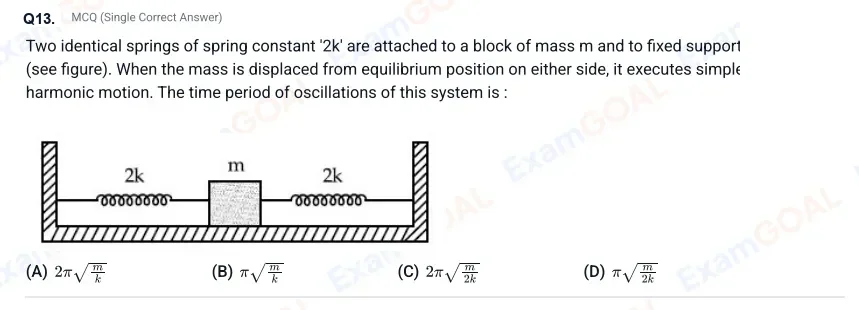 Q13. MCQ (Single Correct Answer)
Two identical springs of spring constant '2k' are attached to a block of mass m and to fixed support
(see figure). When the mass is displaced from equilibrium position on either side, it executes simple
harmonic motion. The time period of oscillations of this system is :
2k m 2k
(A) 2π√(m/k) (B) π√(m/k) (C) 2π√(m/2k) (D) π√(m/2k)
ExamGOAL
ExamGOAL